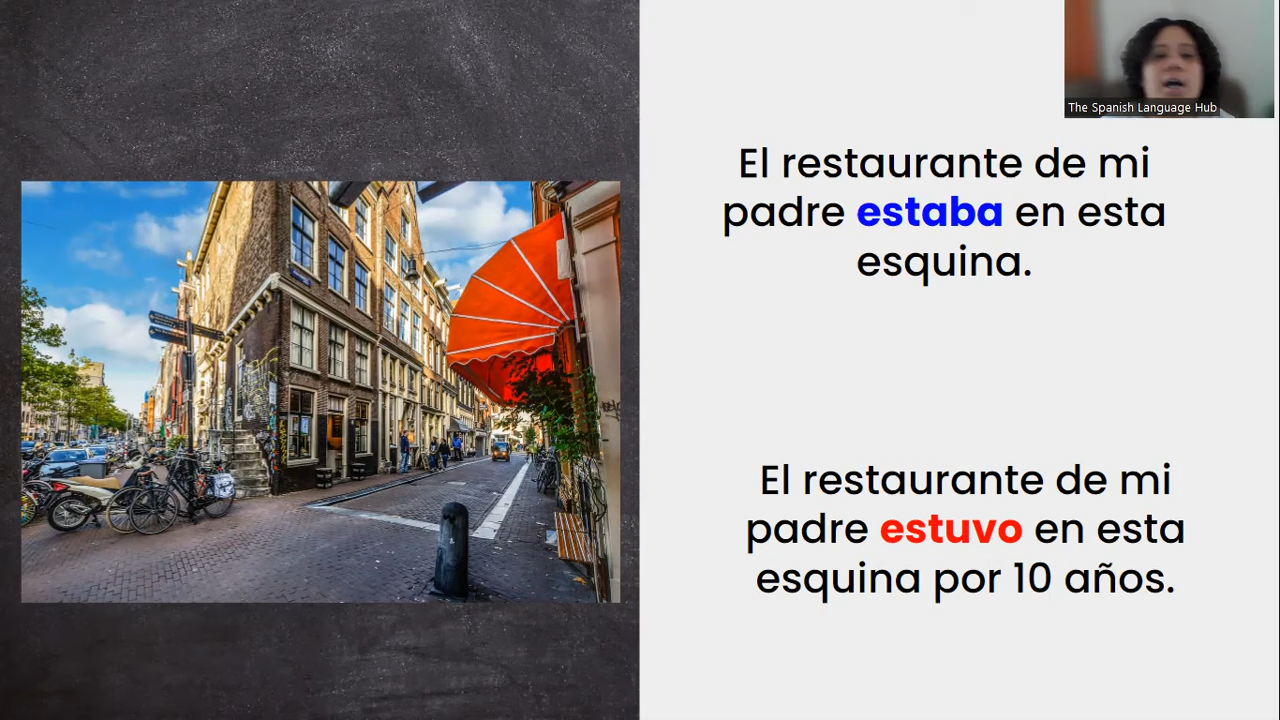 The Spanish Language Hub
El restaurante de mi
padre estaba en esta
esquina.
El restaurante de mi
padre estuvo en esta
esquina por 10 años.